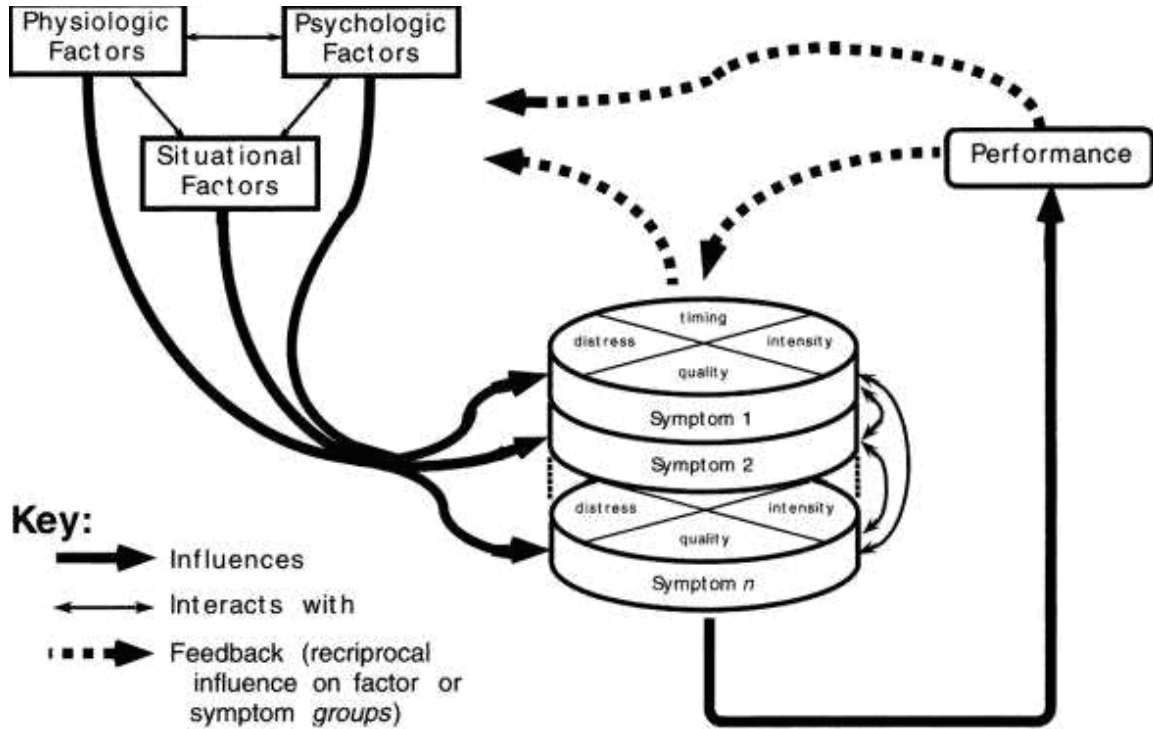 Physiologic
Factors
Psychologic
Factors
Situational
Factors
Performance
timing
distress
intensity
quality
Symptom 1
Symptom 2
distress
intensity
quality
Symptom n
Key:
Influences
Interacts with
Feedback (recriprocal
influence on factor or
symptom groups)